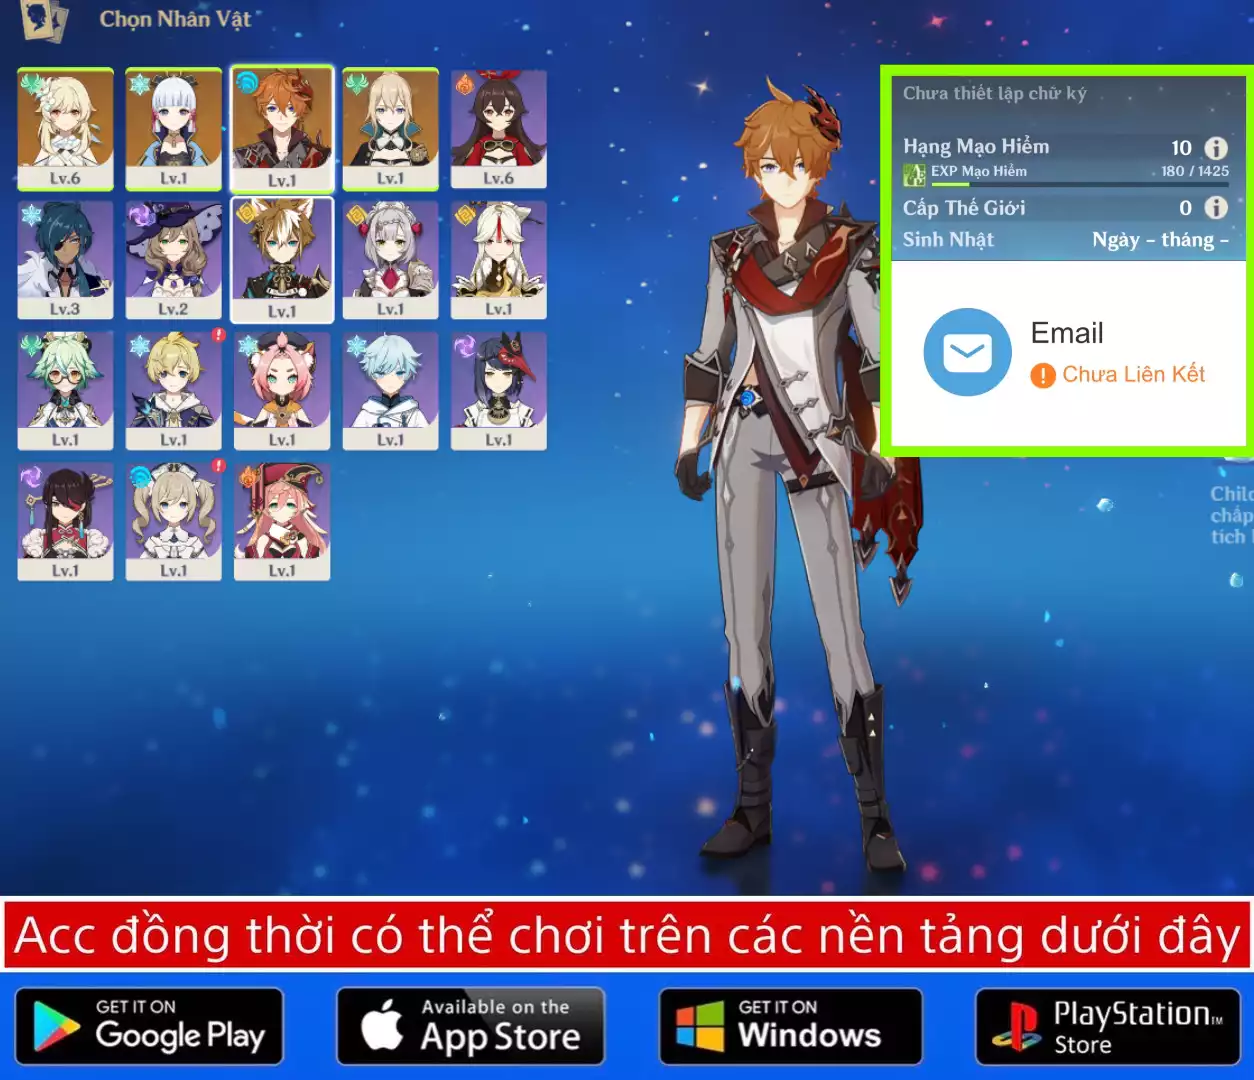 Chọn Nhân Vật
Lv.6
Lv.1
Lv.1
Lv.1
Lv.6
Lv.3
Lv.2
Lv.1
Lv.1
Lv.1
Lv.1
Lv.1
Lv.1
Lv.1
Lv.1
Lv.1
Lv.1
Lv.1
Chưa thiết lập chữ ký
Hạng Mạo Hiểm 10
EXP Mạo Hiểm 180 / 1425
Cấp Thế Giới 0
Sinh Nhật Ngày - tháng -
Email
Chưa Liên Kết
chấp
tích
Acc đồng thời có thể chơi trên các nền tảng dưới đây
GET IT ON
Google Play
Available on the
App Store
GET IT ON
Windows
PlayStation™
Store